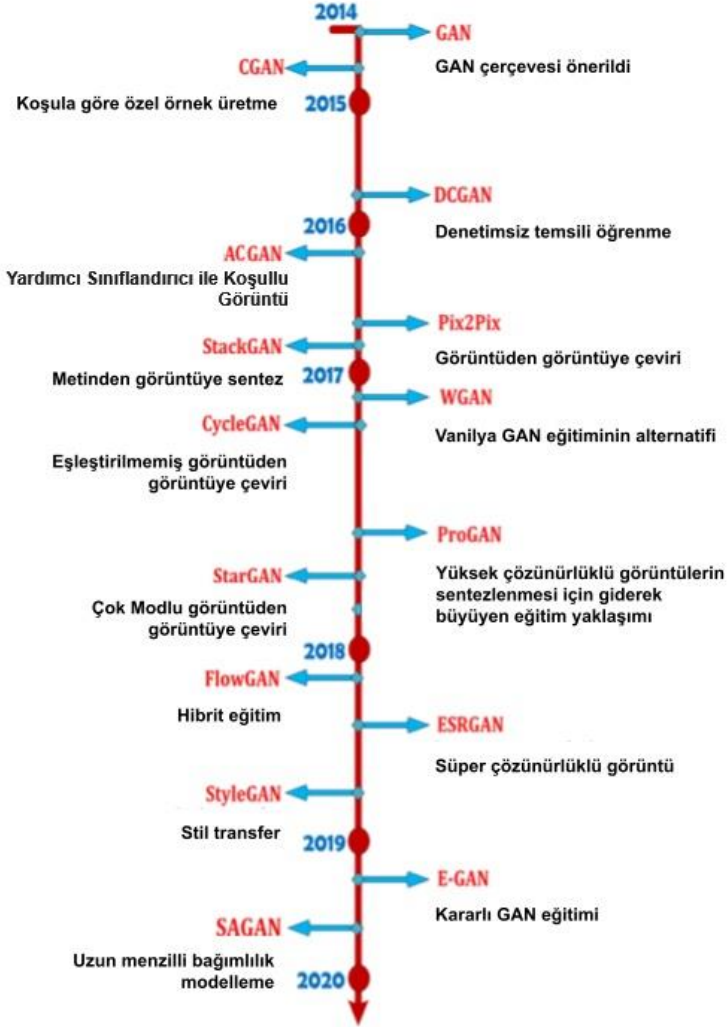 2014
GAN
GAN çerçevesi önerildi
CGAN
Koşula göre özel örnek üretme
2015
DCGAN
Denetimsiz temsili öğrenme
2016
ACGAN
Yardımcı Sınıflandırıcı ile Koşullu
Görüntü
Pix2Pix
Görüntüden görüntüye çeviri
StackGAN
Metinden görüntüye sentez
2017
WGAN
Vanilya GAN eğitiminin alternatifi
CycleGAN
Eşleştirilmemiş görüntüden
görüntüye çeviri
ProGAN
Yüksek çözünürlüklü görüntülerin
sentezlenmesi için giderek
büyüyen eğitim yaklaşımı
StarGAN
Çok Modlu görüntüden
görüntüye çeviri
2018
FlowGAN
Hibrit eğitim
ESRGAN
Süper çözünürlüklü görüntü
StyleGAN
Stil transfer
2019
E-GAN
Kararlı GAN eğitimi
SAGAN
Uzun menzilli bağımlılık
modelleme
2020